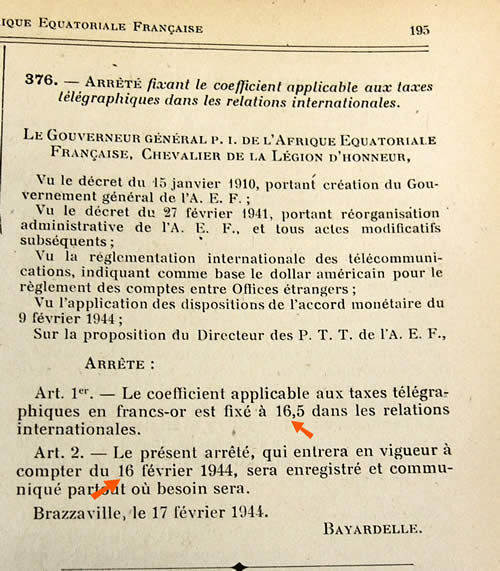 IQUE EQUATORIALE FRANÇAISE 195
376. — ARRÊTÉ fixant le coefficient applicable aux taxes
télégraphiques dans les relations internationales.
LE GOUVERNEUR GÉNÉRAL P. I. DE L'AFRIQUE EQUATORIALE
FRANÇAISE, CHEVALIER DE LA LÉGION D'HONNEUR,
Vu le décret du 15 janvier 1910, portant création du Gou-
vernement général de l'A. E. F. ;
Vu le décret du 27 février 1941, portant réorganisation
administrative de l'A. E. F., et tous actes modificatifs
subséquents ;
Vu la réglementation internationale des télécommuni-
cations, indiquant comme base le dollar américain pour le
règlement des comptes entre Offices étrangers ;
Vu l'application des dispositions de l'accord monétaire du
9 février 1944 ;
Sur la proposition du Directeur des P. T. T. de l'A. E. F.,
ARRÊTE :
Art. 1er. — Le coefficient applicable aux taxes télégra-
phiques en francs-or est fixé à 16,5 dans les relations
internationales.
Art. 2. — Le présent arrêté, qui entrera en vigueur à
compter du 16 février 1944, sera enregistré et commu-
niqué partout où besoin sera.
Brazzaville, le 17 février 1944.
BAYARDELLE.